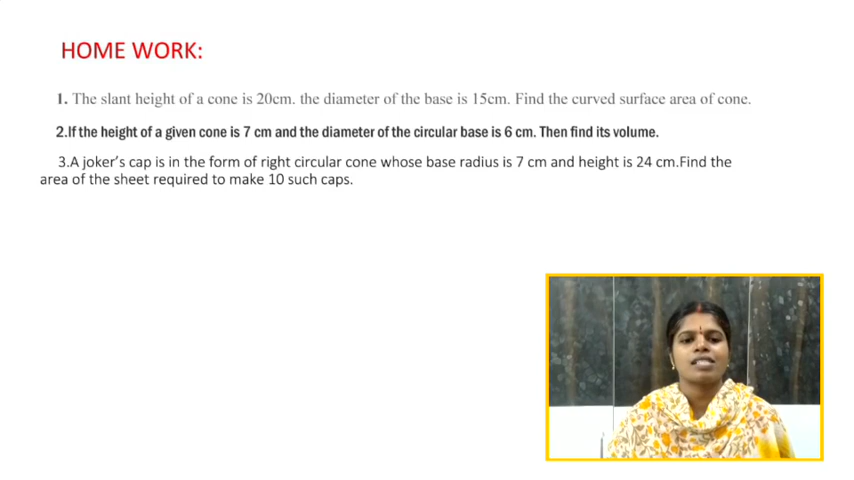 HOME WORK:
1. The slant height of a cone is 20cm. the diameter of the base is 15cm. Find the curved surface area of cone.
2.If the height of a given cone is 7 cm and the diameter of the circular base is 6 cm. Then find its volume.
3.A joker's cap is in the form of right circular cone whose base radius is 7 cm and height is 24 cm.Find the
area of the sheet required to make 10 such caps.